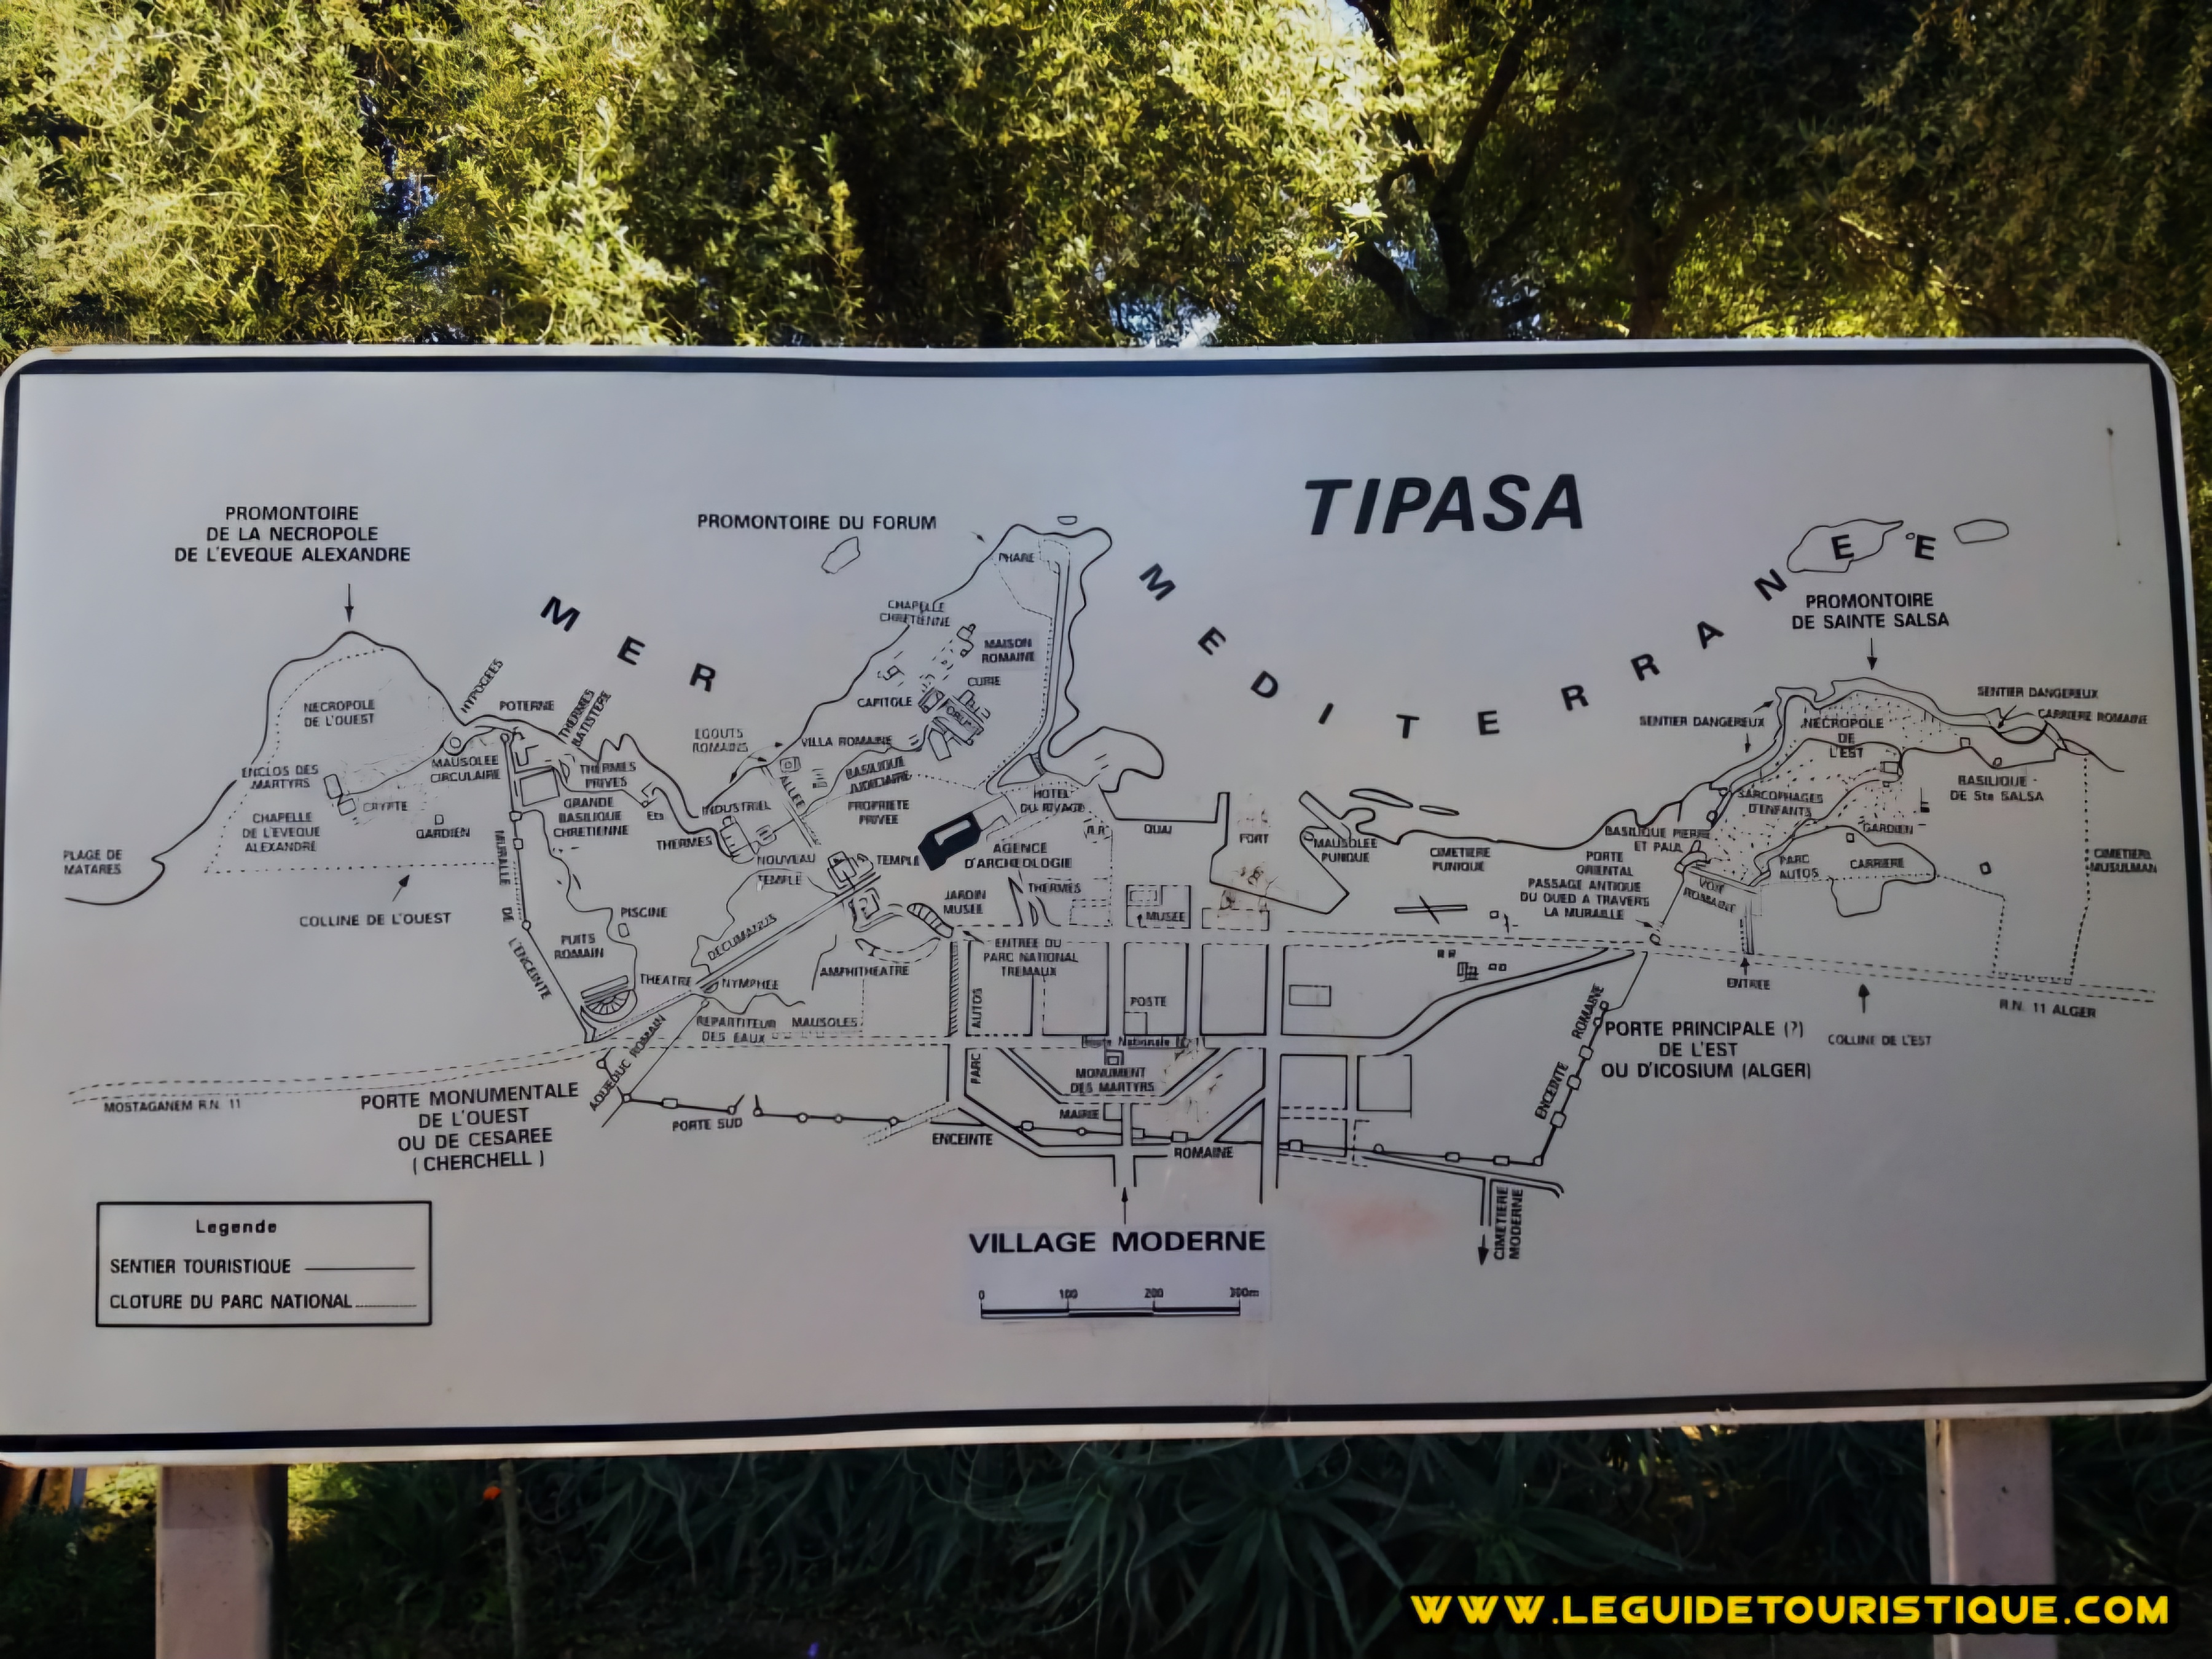 TIPASA
PROMONTOIRE
DE LA NECROPOLE
DE L'EVEQUE ALEXANDRE
PROMONTOIRE DU FORUM
PHARE
MER MEDITERRANEE
PROMONTOIRE
DE SAINTE SALSA
CHAPELLE
CHRETIENNE
MAISON
ROMAINE
CURIE
CAPITOLE
FORUM
HYPOGEES
POTERNE
THERMES
BATISTERE
NECROPOLE
DE L'OUEST
EGOUTS
ROMAINS
VILLA ROMAINE
BASILIQUE
JUDICIAIRE
ALLEE
SENTIER DANGEREUX
SENTIER DANGEREUX
CARRIERE ROMAINE
NECROPOLE
DE
L'EST
MAUSOLEE
CIRCULAIRE
ENCLOS DES
MARTYRS
CRYPTE
THERMES
PRIVES
GRANDE
BASILIQUE
CHRETIENNE
Ets
INDUSTRIEL
PROPRIETE
PRIVEE
HOTEL
DU RIVAGE
BASILIQUE
DE Ste SALSA
SARCOPHAGES
D'ENFANTS
CHAPELLE
DE L'EVEQUE
ALEXANDRE
GARDIEN
THERMES
NOUVEAU
TEMPLE
TEMPLE
AGENCE
D'ARCHEOLOGIE
QUAI
PORT
MAUSOLEE
PUNIQUE
CIMETIERE
PUNIQUE
BASILIQUE PIERRE
ET PAUL
GARDIEN
PLAGE DE
MATARES
PORTE
ORIENTAL
PASSAGE ANTIQUE
DU OUED A TRAVERS
LA MURAILLE
VOIE
ROMAINE
PARC
AUTOS
CARRIERE
CIMETIERE
MUSULMAN
COLLINE DE L'OUEST
MURAILLE DE L'ENCEINTE
PISCINE
PUITS
ROMAIN
DECUMANUS
JARDIN
MUSEE
THERMES
MUSEE
ENTREE DU
PARC NATIONAL
TREMAUX
AMPHITHEATRE
THEATRE
NYMPHEE
REPARTITEUR
DES EAUX
MAUSOLES
AQUEDUC ROMAIN
PARC AUTOS
POSTE
ENTREE
R.N. 11 ALGER
COLLINE DE L'EST
MOSTAGANEM R.N. 11
PORTE MONUMENTALE
DE L'OUEST
OU DE CESAREE
( CHERCHELL )
PORTE SUD
MONUMENT
DES MARTYRS
MAIRIE
ENCEINTE ROMAINE
ENCEINTE ROMAINE
PORTE PRINCIPALE (?)
DE L'EST
OU D'ICOSIUM (ALGER)
CIMETIERE
MODERNE
VILLAGE MODERNE
0 100 200 300m
Legende
SENTIER TOURISTIQUE
CLOTURE DU PARC NATIONAL
WWW.LEGUIDETOURISTIQUE.COM